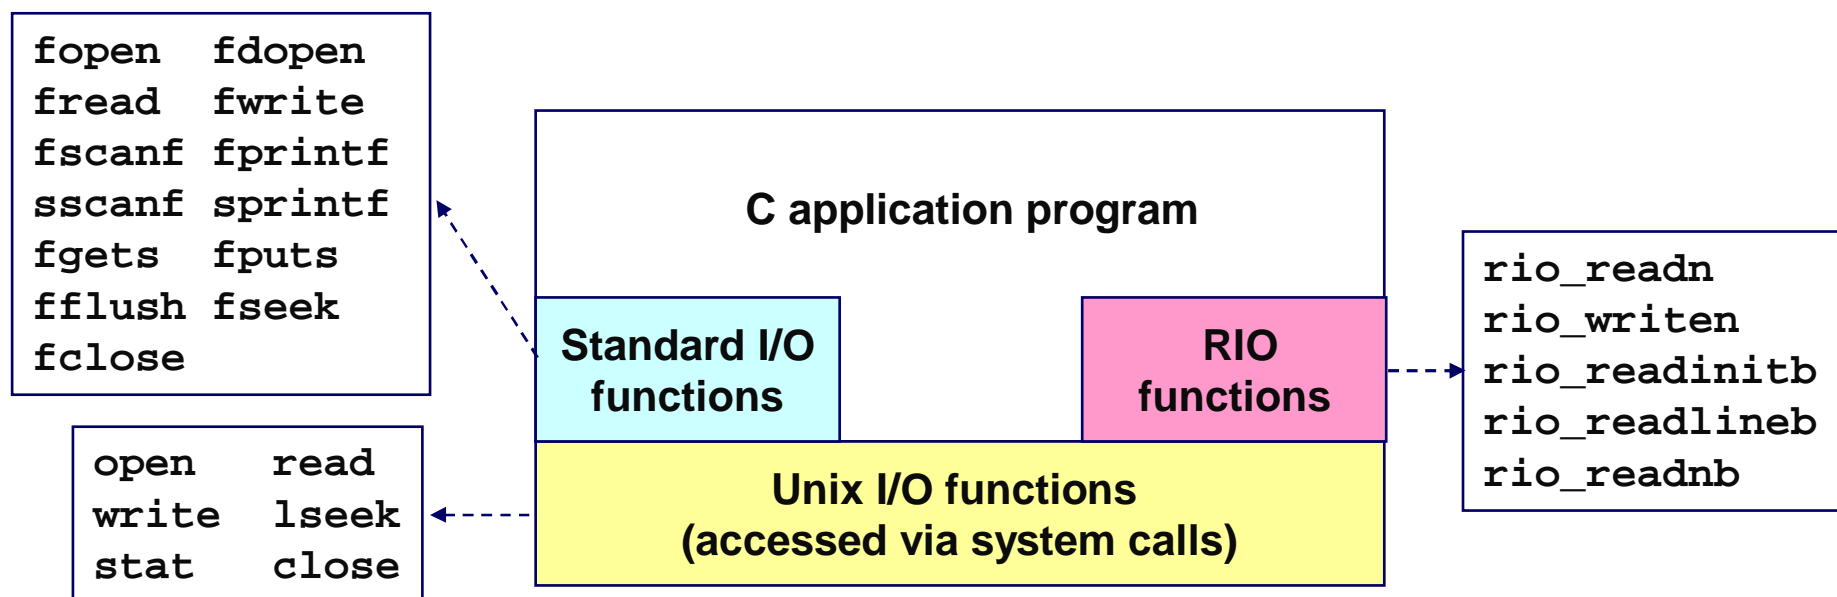 fopen fdopen
fread fwrite
fscanf fprintf
sscanf sprintf
fgets fputs
fflush fseek
fclose
C application program
Standard I/O
functions
RIO
functions
rio_readn
rio_writen
rio_readinitb
rio_readlineb
rio_readnb
open read
write lseek
stat close
Unix I/O functions
(accessed via system calls)